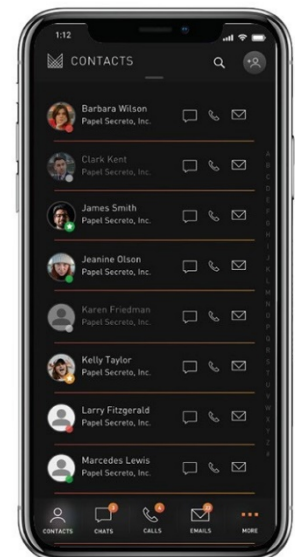 1:12
CONTACTS
Barbara Wilson
Papel Secreto, Inc.
Clark Kent
Papel Secreto, Inc.
James Smith
Papel Secreto, Inc.
Jeanine Olson
Papel Secreto, Inc.
Karen Friedman
Papel Secreto, Inc.
Kelly Taylor
Papel Secreto, Inc.
Larry Fitzgerald
Papel Secreto, Inc.
Marcedes Lewis
Papel Secreto, Inc.
CONTACTS CHATS CALLS EMAILS MORE